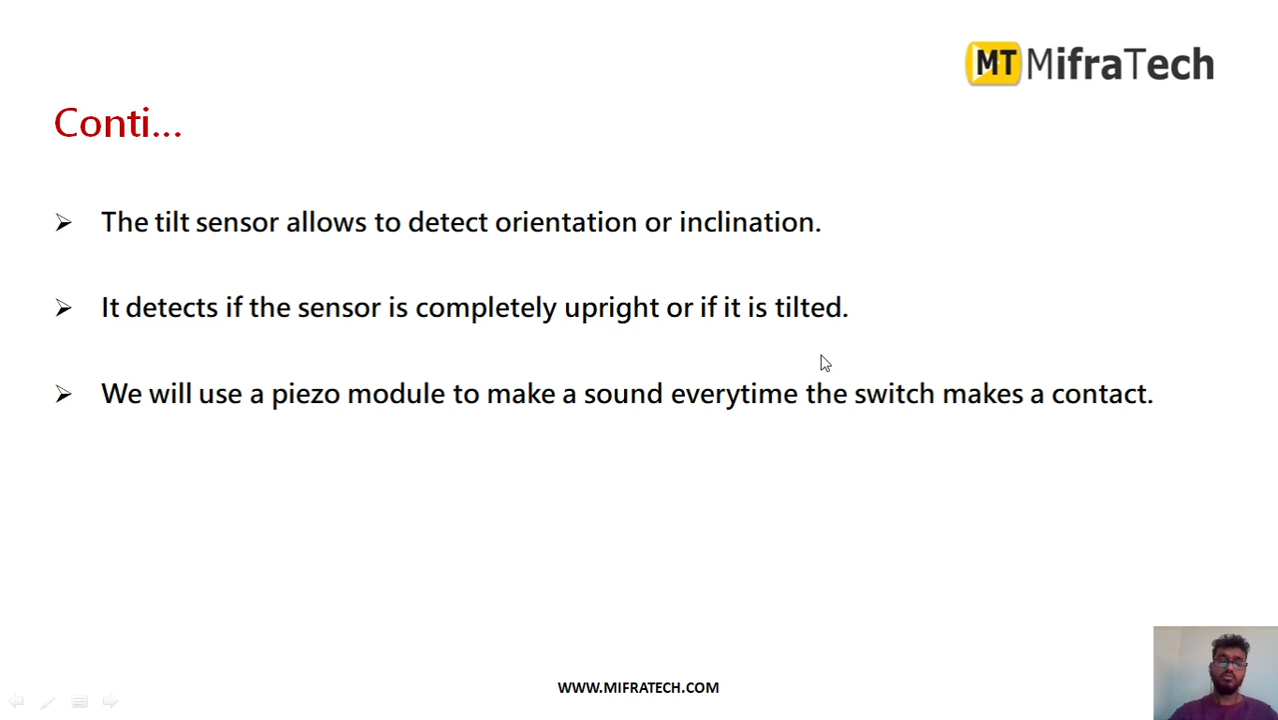 MT MifraTech
Conti...
The tilt sensor allows to detect orientation or inclination.
It detects if the sensor is completely upright or if it is tilted.
We will use a piezo module to make a sound everytime the switch makes a contact.
WWW.MIFRATECH.COM